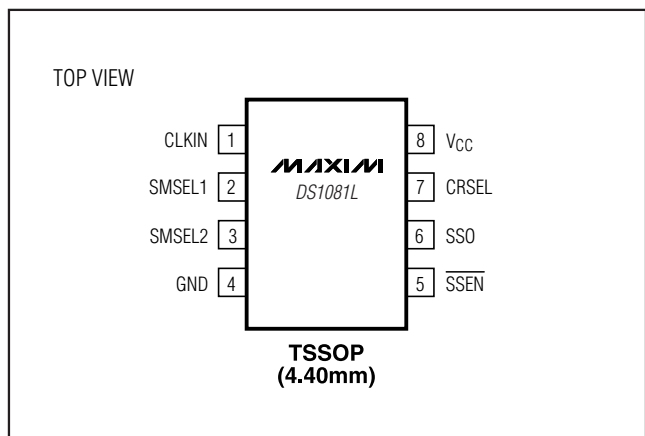 TOP VIEW
CLKIN 1 8 VCC
MAXIM
SMSEL1 2 DS1081L 7 CRSEL
SMSEL2 3 6 SSO
GND 4 5 S̅S̅E̅N̅
TSSOP
(4.40mm)